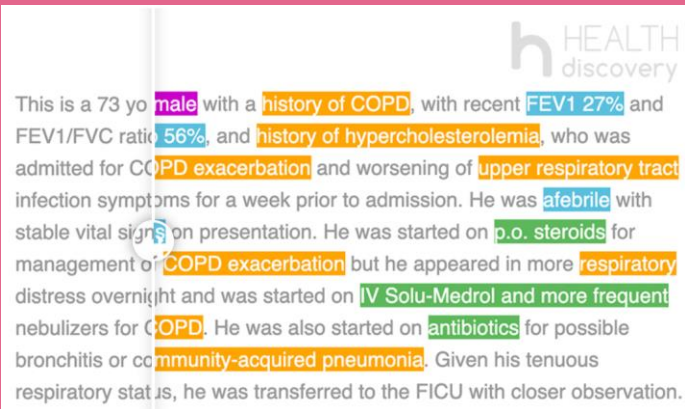 HEALTH
discovery
This is a 73 yo male with a history of COPD, with recent FEV1 27% and
FEV1/FVC ratio 56%, and history of hypercholesterolemia, who was
admitted for COPD exacerbation and worsening of upper respiratory tract
infection symptoms for a week prior to admission. He was afebrile with
stable vital signs on presentation. He was started on p.o. steroids for
management of COPD exacerbation but he appeared in more respiratory
distress overnight and was started on IV Solu-Medrol and more frequent
nebulizers for COPD. He was also started on antibiotics for possible
bronchitis or community-acquired pneumonia. Given his tenuous
respiratory status, he was transferred to the FICU with closer observation.